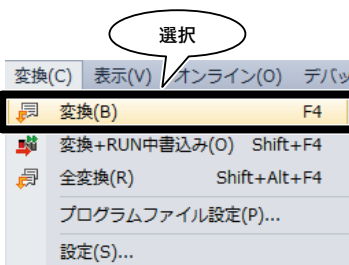 選択
変換(C) 表示(V) オンライン(O) デバッ
変換(B) F4
変換+RUN中書込み(O) Shift+F4
全変換(R) Shift+Alt+F4
プログラムファイル設定(P)...
設定(S)...